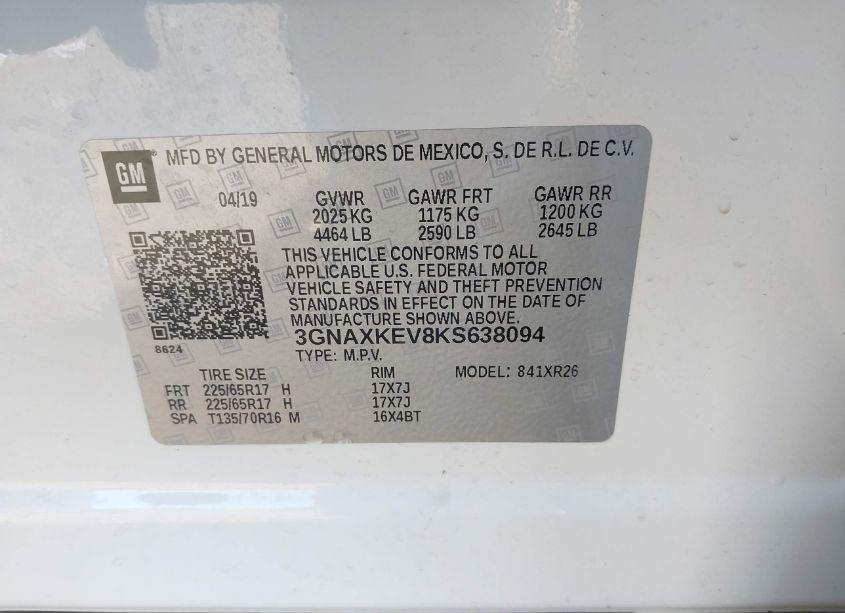 GM® MFD BY GENERAL MOTORS DE MEXICO, S. DE R.L. DE C.V.
04/19 GVWR GAWR FRT GAWR RR
2025 KG 1175 KG 1200 KG
4464 LB 2590 LB 2645 LB
THIS VEHICLE CONFORMS TO ALL
APPLICABLE U.S. FEDERAL MOTOR
VEHICLE SAFETY AND THEFT PREVENTION
STANDARDS IN EFFECT ON THE DATE OF
MANUFACTURE SHOWN ABOVE.
3GNAXKEV8KS638094
8624
TYPE: M.P.V.
TIRE SIZE RIM MODEL: 841XR26
FRT 225/65R17 H 17X7J
RR 225/65R17 H 17X7J
SPA T135/70R16 M 16X4BT